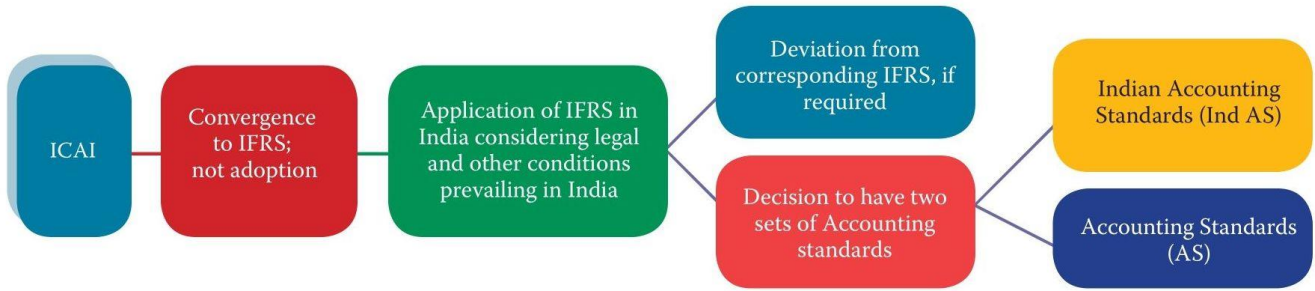 ICAI
Convergence
to IFRS;
not adoption
Application of IFRS in
India considering legal
and other conditions
prevailing in India
Deviation from
corresponding IFRS, if
required
Decision to have two
sets of Accounting
standards
Indian Accounting
Standards (Ind AS)
Accounting Standards
(AS)